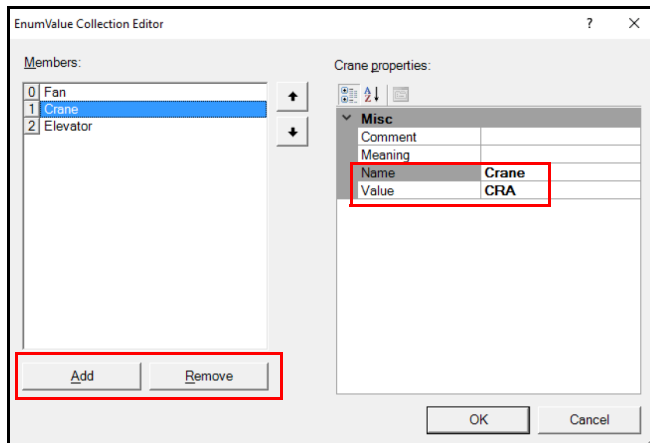 EnumValue Collection Editor ? ×
Members:
0 Fan
1 Crane
2 Elevator
Add Remove
Crane properties:
Misc
Comment
Meaning
Name Crane
Value CRA
OK Cancel